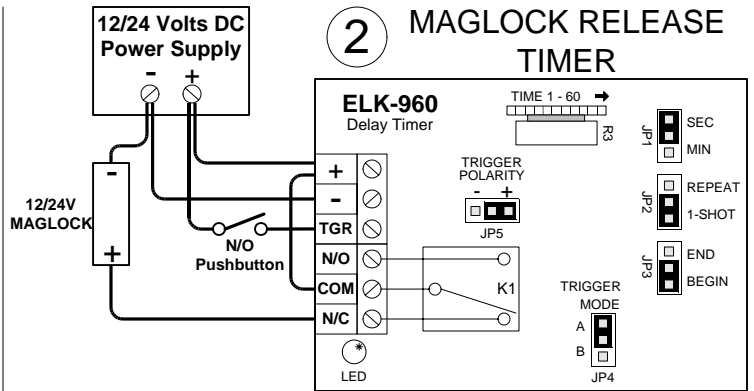 12/24 Volts DC
Power Supply
- +
2
MAGLOCK RELEASE
TIMER
ELK-960
Delay Timer
TIME 1 - 60
R3
JP1
SEC
MIN
TRIGGER
POLARITY
- +
JP5
JP2
REPEAT
1-SHOT
JP3
END
BEGIN
-
12/24V
MAGLOCK
+
N/O
Pushbutton
+
-
TGR
N/O
COM
N/C
K1
TRIGGER
MODE
A
B
JP4
LED